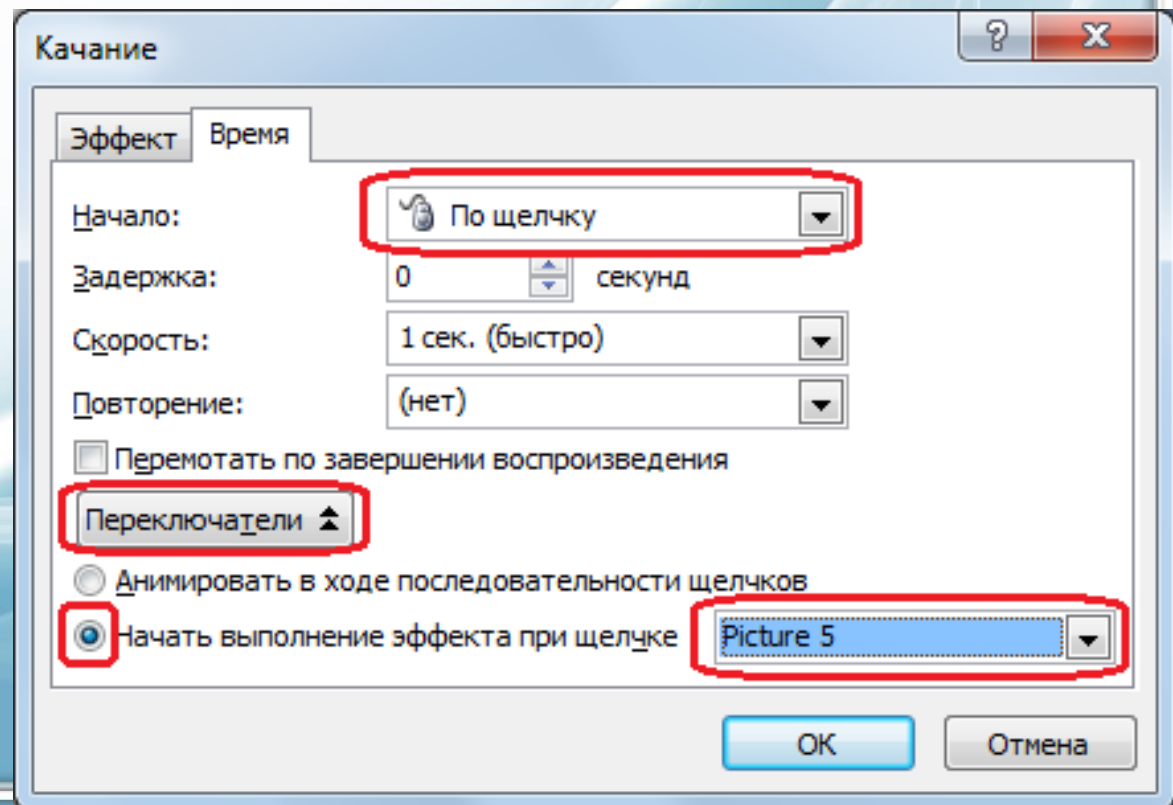 Качание
Эффект Время
Начало: По щелчку
Задержка: 0 секунд
Скорость: 1 сек. (быстро)
Повторение: (нет)
Перемотать по завершении воспроизведения
Переключатели
Анимировать в ходе последовательности щелчков
Начать выполнение эффекта при щелчке Picture 5
ОК Отмена